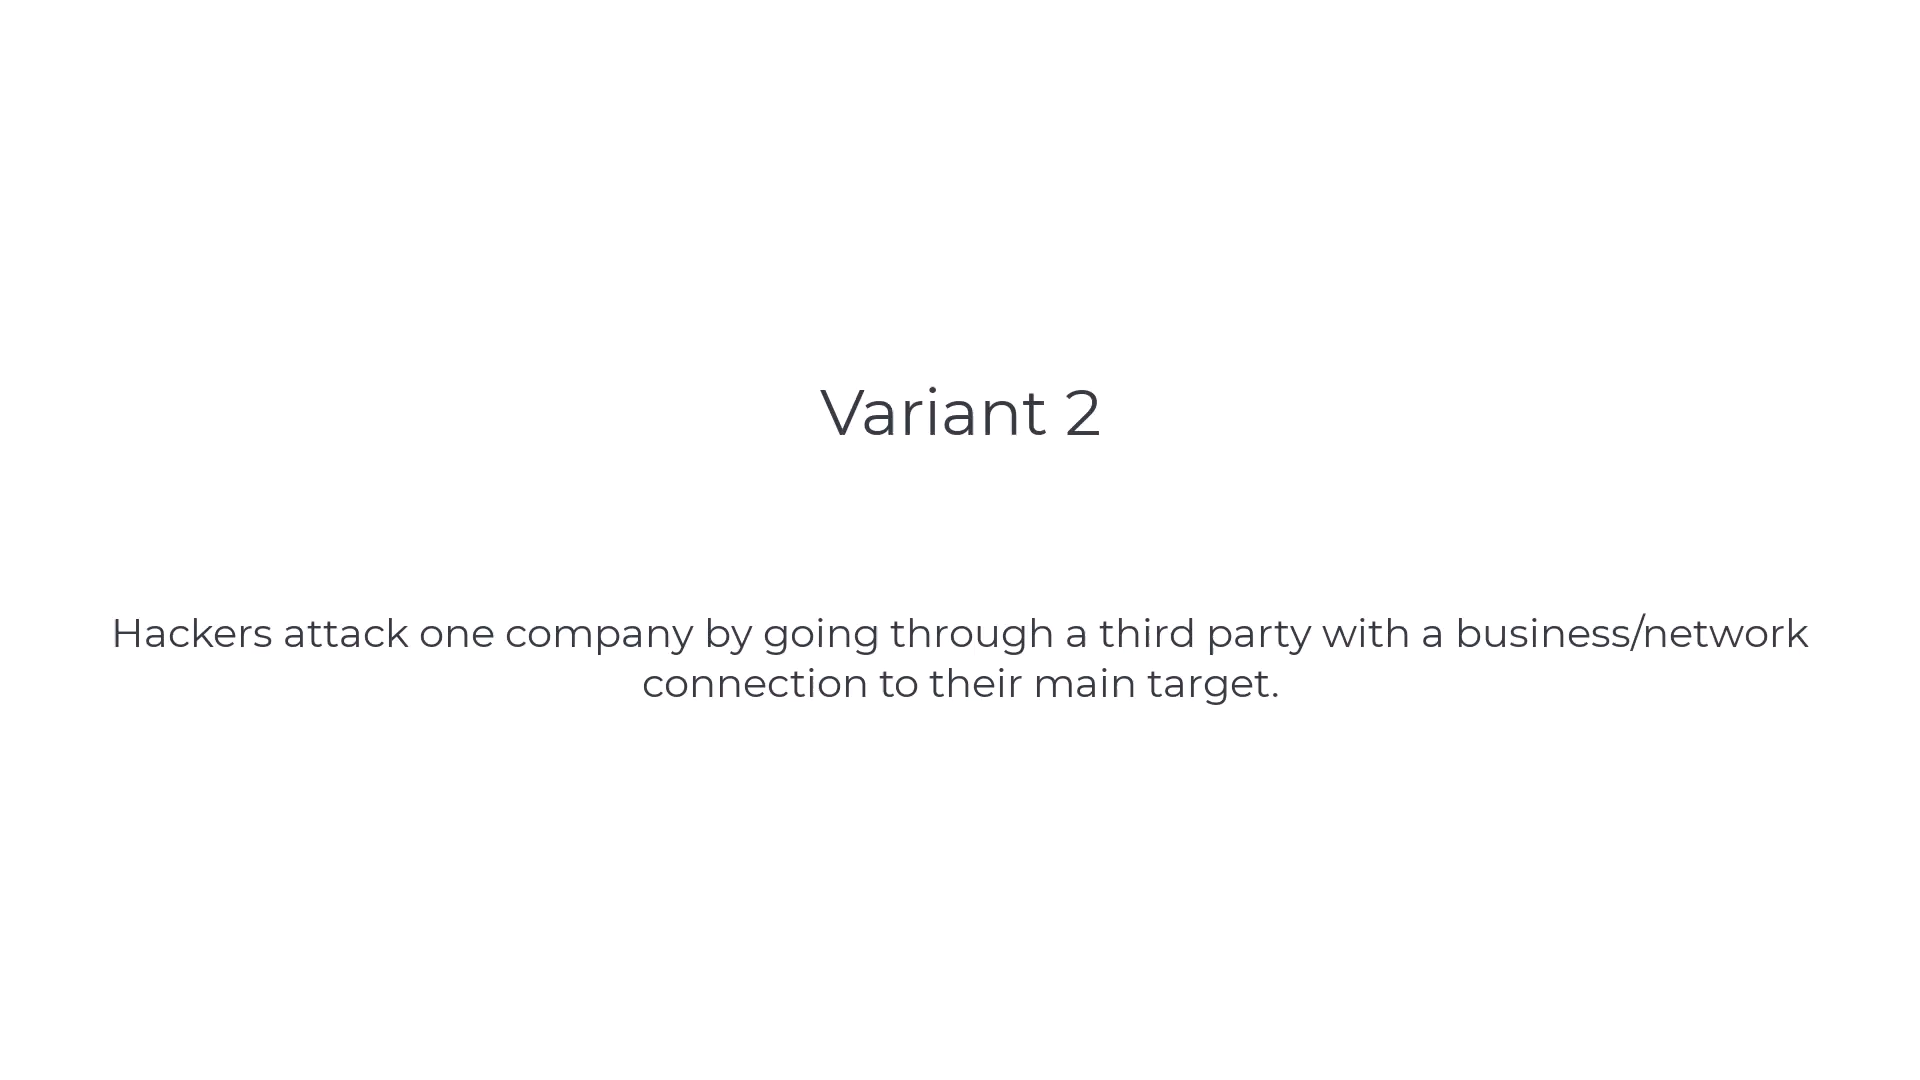 Variant 2
Hackers attack one company by going through a third party with a business/network
connection to their main target.